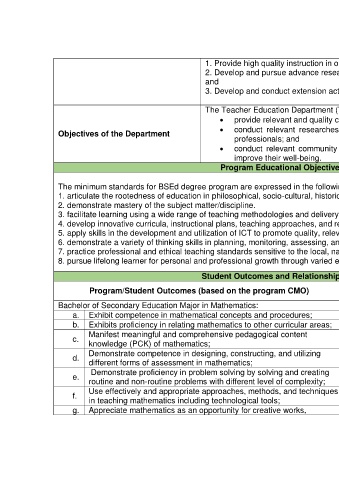 1. Provide high quality instruction in o
2. Develop and pursue advance resea
and
3. Develop and conduct extension act
The Teacher Education Department (
• provide relevant and quality c
Objectives of the Department
• conduct relevant researches
professionals; and
• conduct relevant community
improve their well-being.
Program Educational Objective
The minimum standards for BSEd degree program are expressed in the followi
1. articulate the rootedness of education in philosophical, socio-cultural, historic
2. demonstrate mastery of the subject matter/discipline.
3. facilitate learning using a wide range of teaching methodologies and delivery
4. develop innovative curricula, instructional plans, teaching approaches, and re
5. apply skills in the development and utilization of ICT to promote quality, relev
6. demonstrate a variety of thinking skills in planning, monitoring, assessing, an
7. practice professional and ethical teaching standards sensitive to the local, na
8. pursue lifelong learner for personal and professional growth through varied e
Student Outcomes and Relationship
Program/Student Outcomes (based on the program CMO)
Bachelor of Secondary Education Major in Mathematics:
a. Exhibit competence in mathematical concepts and procedures;
b. Exhibits proficiency in relating mathematics to other curricular areas;
c. Manifest meaningful and comprehensive pedagogical content
knowledge (PCK) of mathematics;
d. Demonstrate competence in designing, constructing, and utilizing
different forms of assessment in mathematics;
e. Demonstrate proficiency in problem solving by solving and creating
routine and non-routine problems with different level of complexity;
f. Use effectively and appropriate approaches, methods, and techniques
in teaching mathematics including technological tools;
g. Appreciate mathematics as an opportunity for creative works,